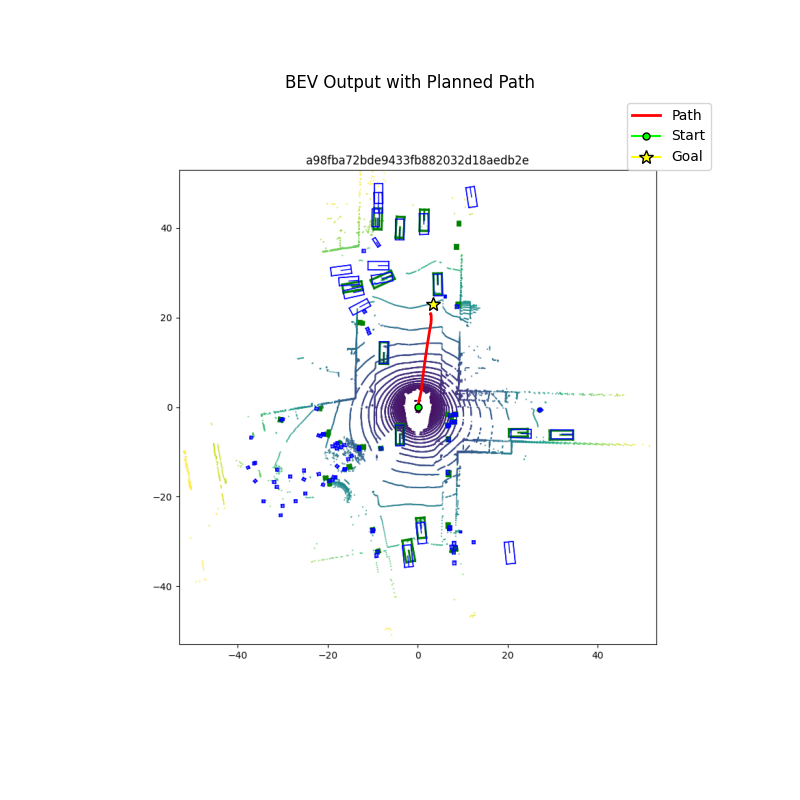 BEV Output with Planned Path
Path
Start
Goal
a98fba72bde9433fb882032d18aedb2e
40
20
0
−20
−40
−40
−20
0
20
40